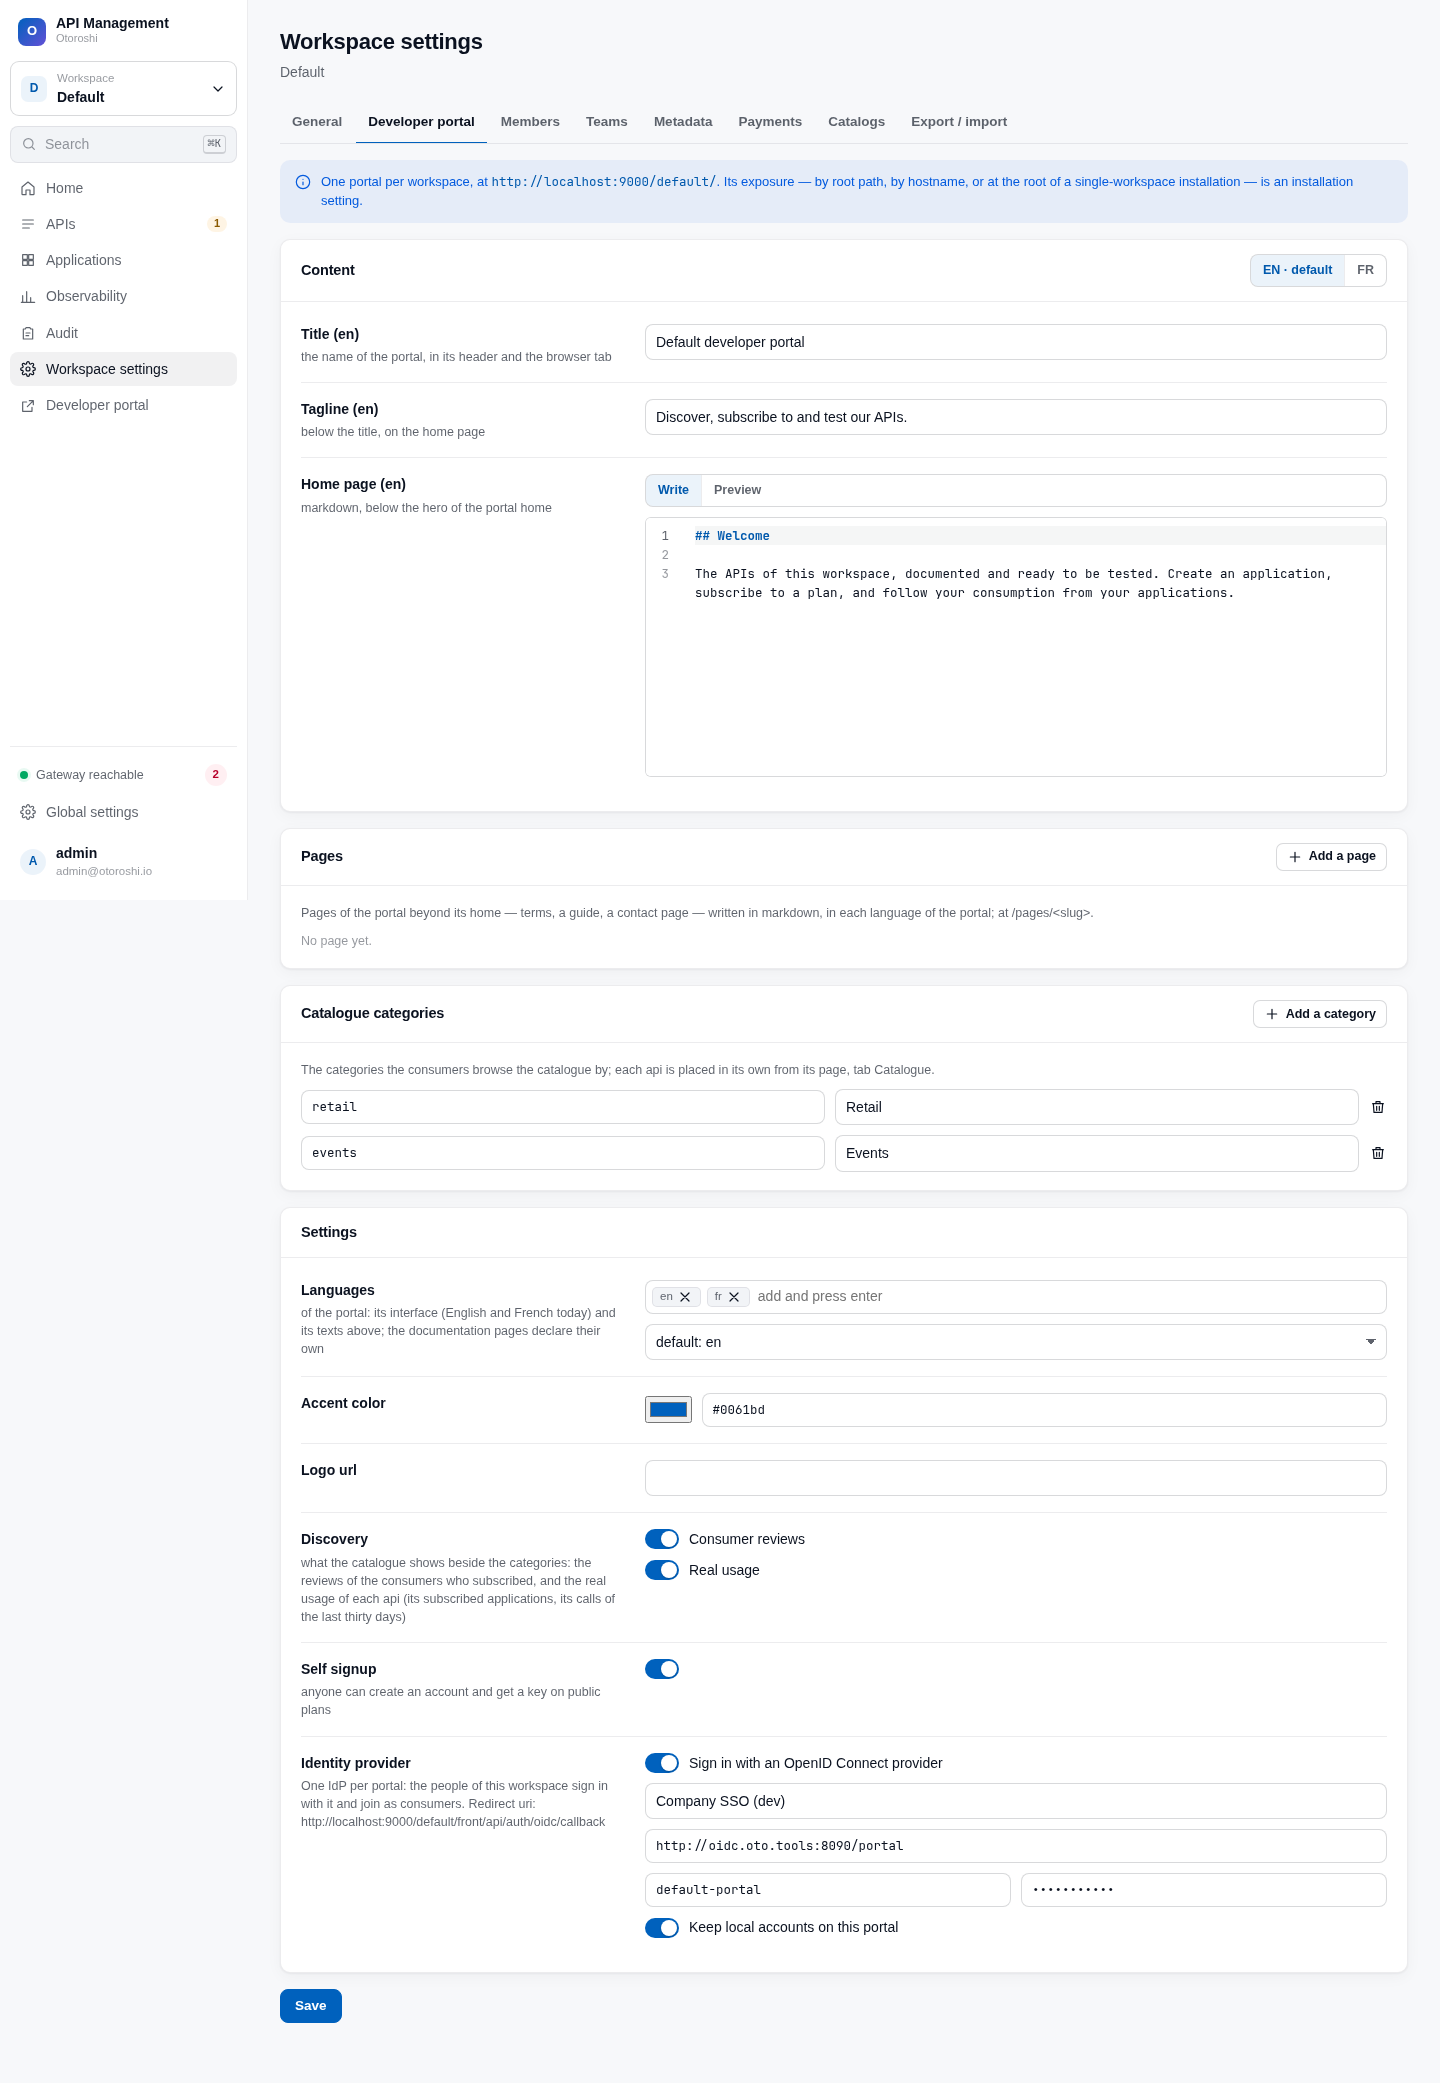 O
API Management
Otoroshi
D
Workspace
Default
Search
⌘K
Home
APIs
1
Applications
Observability
Audit
Workspace settings
Developer portal
Gateway reachable
2
Global settings
A
admin
admin@otoroshi.io
Workspace settings
Default
General
Developer portal
Members
Teams
Metadata
Payments
Catalogs
Export / import
One portal per workspace, at http://localhost:9000/default/. Its exposure — by root path, by hostname, or at the root of a single-workspace installation — is an installation
setting.
Content
EN · default
FR
Title (en)
the name of the portal, in its header and the browser tab
Default developer portal
Tagline (en)
below the title, on the home page
Discover, subscribe to and test our APIs.
Home page (en)
markdown, below the hero of the portal home
Write
Preview
1
## Welcome
2
3
The APIs of this workspace, documented and ready to be tested. Create an application,
subscribe to a plan, and follow your consumption from your applications.
Pages
Add a page
Pages of the portal beyond its home — terms, a guide, a contact page — written in markdown, in each language of the portal; at /pages/<slug>.
No page yet.
Catalogue categories
Add a category
The categories the consumers browse the catalogue by; each api is placed in its own from its page, tab Catalogue.
retail
Retail
events
Events
Settings
Languages
of the portal: its interface (English and French today) and
its texts above; the documentation pages declare their
own
en
fr
add and press enter
default: en
Accent color
#0061bd
Logo url
Discovery
what the catalogue shows beside the categories: the
reviews of the consumers who subscribed, and the real
usage of each api (its subscribed applications, its calls of
the last thirty days)
Consumer reviews
Real usage
Self signup
anyone can create an account and get a key on public
plans
Identity provider
One IdP per portal: the people of this workspace sign in
with it and join as consumers. Redirect uri:
http://localhost:9000/default/front/api/auth/oidc/callback
Sign in with an OpenID Connect provider
Company SSO (dev)
http://oidc.oto.tools:8090/portal
default-portal
•••••••••••
Keep local accounts on this portal
Save